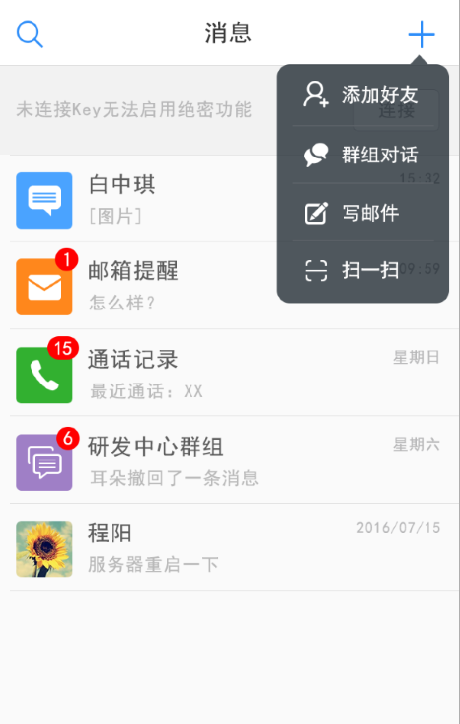 消息
添加好友
群组对话
写邮件
扫一扫
未连接Key无法启用绝密功能
连接
白中琪
15:32
[图片]
1
邮箱提醒
09:59
怎么样?
15
通话记录
星期日
最近通话: XX
6
研发中心群组
星期六
耳朵撤回了一条消息
程阳
2016/07/15
服务器重启一下